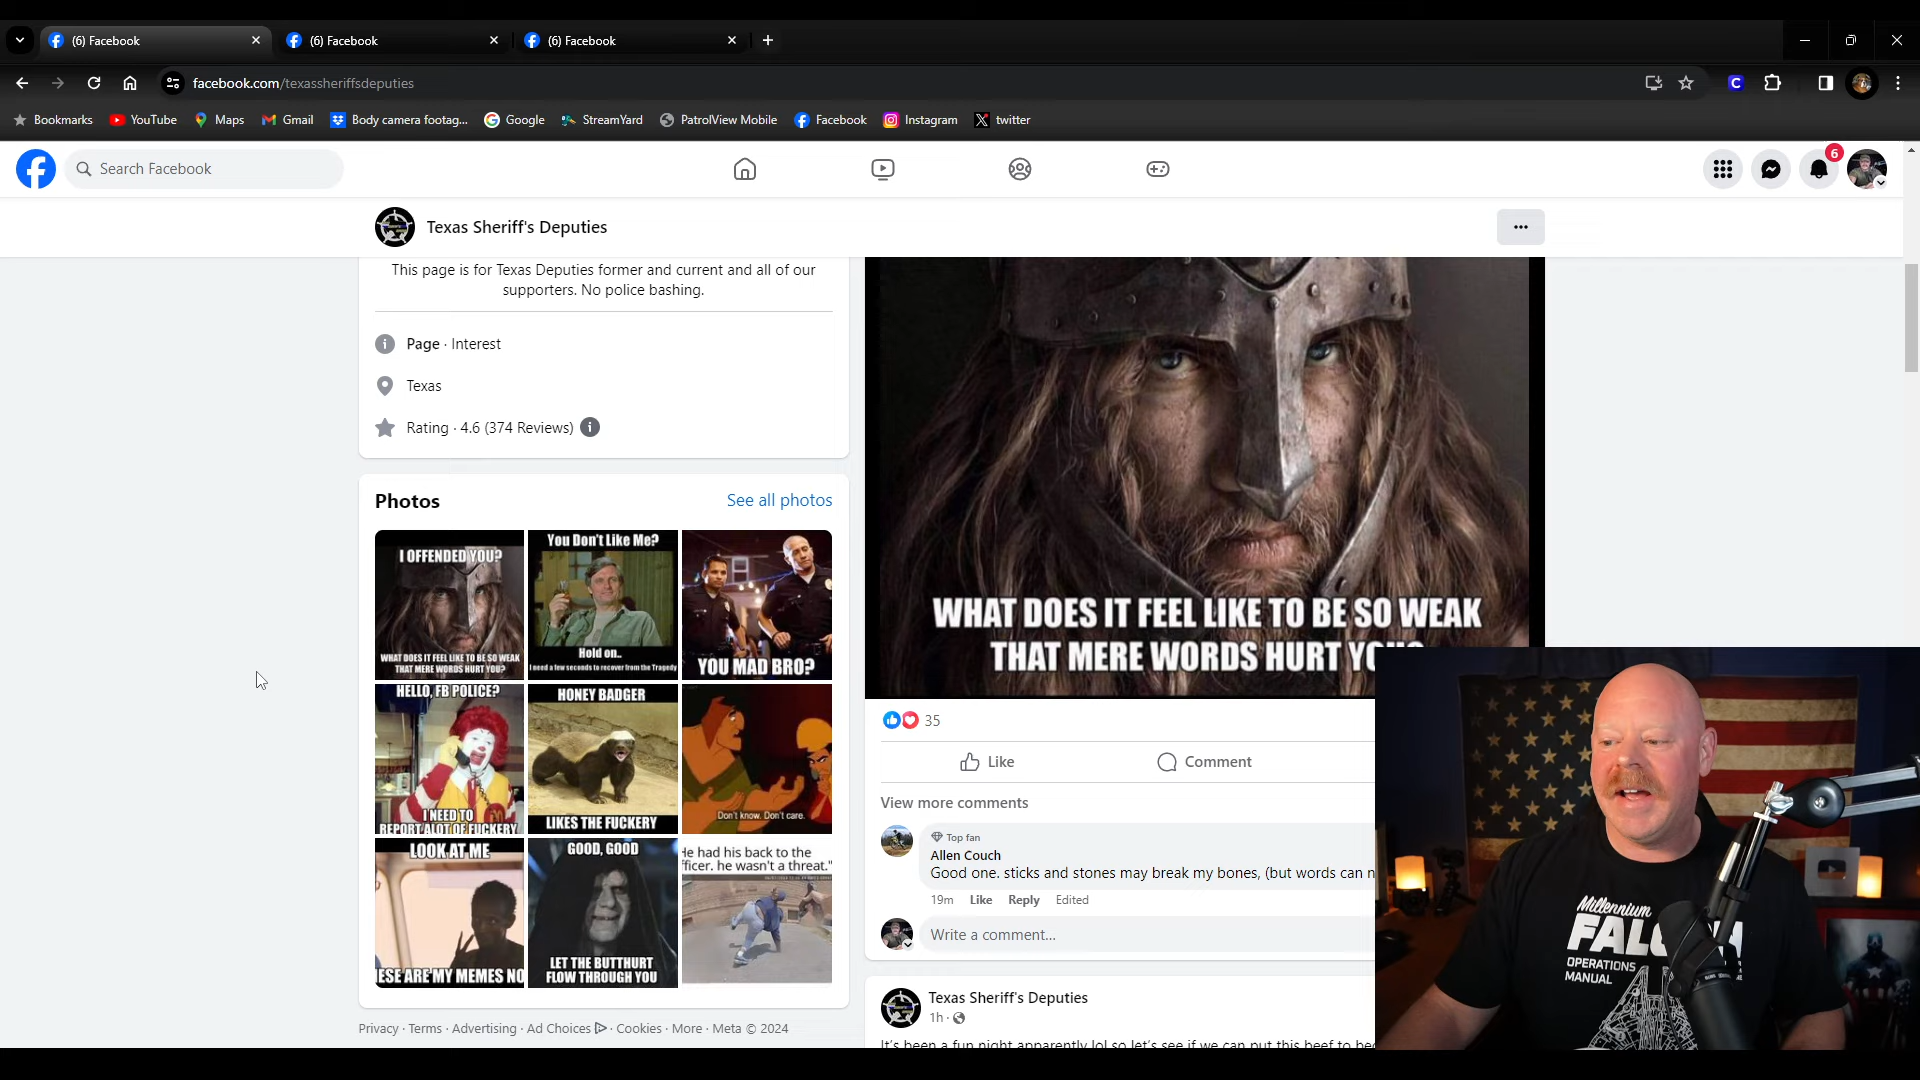 (6) Facebook
(6) Facebook
(6) Facebook
facebook.com/texassheriffsdeputies
Bookmarks
YouTube
Maps
Gmail
Body camera footag...
Google
StreamYard
PatrolView Mobile
Facebook
Instagram
twitter
Search Facebook
6
Texas Sheriff's Deputies
This page is for Texas Deputies former and current and all of our
supporters. No police bashing.
Page · Interest
Texas
Rating · 4.6 (374 Reviews)
Photos
See all photos
I OFFENDED YOU?
WHAT DOES IT FEEL LIKE TO BE SO WEAK
THAT MERE WORDS HURT YOU?
You Don't Like Me?
Hold on..
I need a few seconds to recover from the Tragedy
YOU MAD BRO?
HELLO, FB POLICE?
I NEED TO
REPORT ALOT OF FUCKERY
HONEY BADGER
LIKES THE FUCKERY
Don't know. Don't care.
LOOK AT ME
ESE ARE MY MEMES NO
GOOD, GOOD
LET THE BUTTHURT
FLOW THROUGH YOU
He had his back to the
ficer. he wasn't a threat."
Privacy · Terms · Advertising · Ad Choices · Cookies · More · Meta © 2024
WHAT DOES IT FEEL LIKE TO BE SO WEAK
THAT MERE WORDS HURT
35
Like
Comment
View more comments
Top fan
Allen Couch
Good one. sticks and stones may break my bones, (but words can n
19m Like Reply Edited
Write a comment...
Texas Sheriff's Deputies
1h ·
It's been a fun night apparently lol so let's see if we can put this beef to
Millennium
FALCON
OPERATIONS
MANUAL